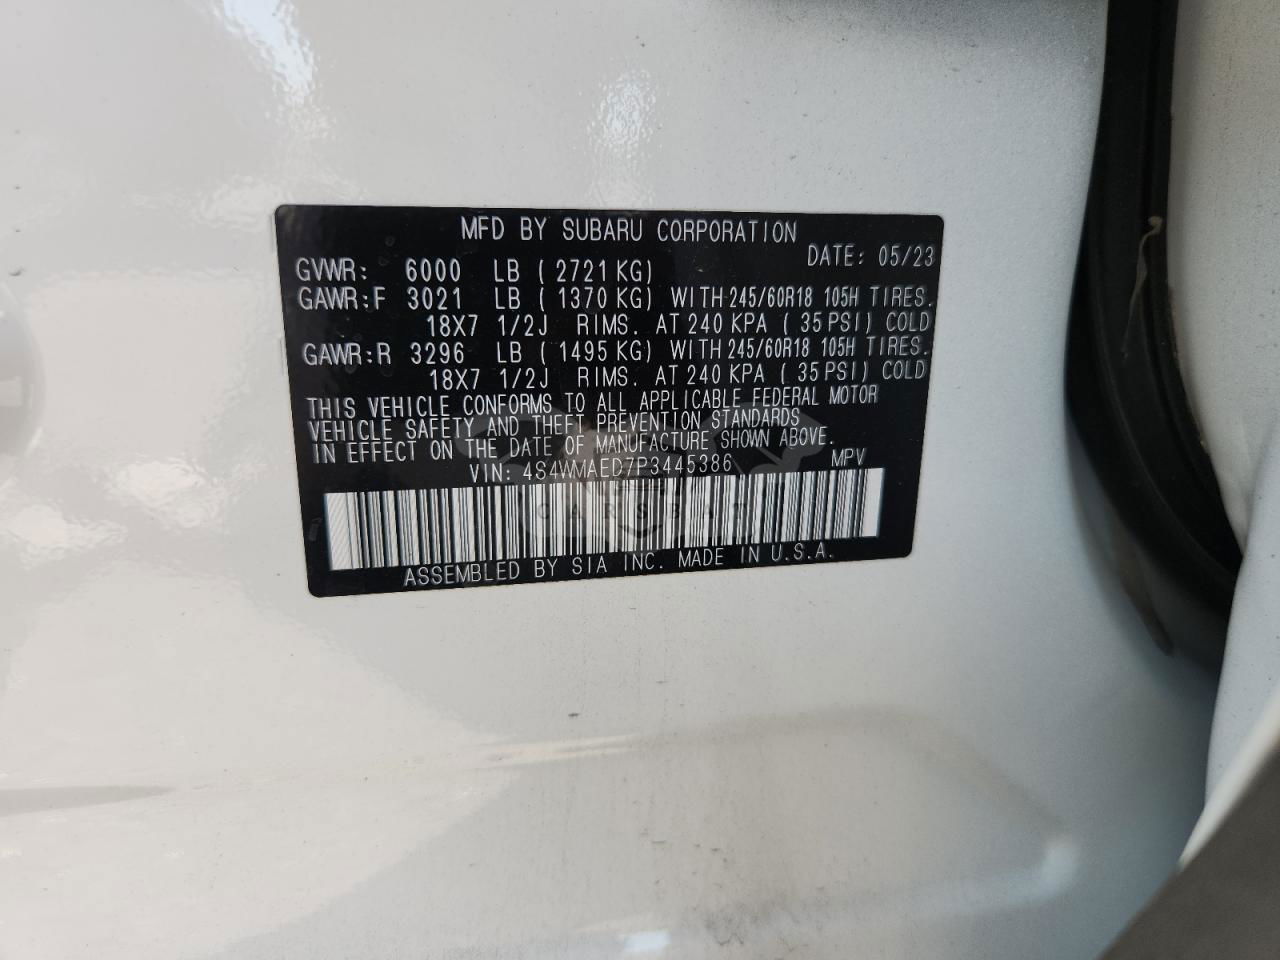 MFD BY SUBARU CORPORATION
DATE: 05/23
GVWR: 6000 LB ( 2721 KG)
GAWR:F 3021 LB ( 1370 KG) WITH 245/60R18 105H TIRES.
18X7 1/2J RIMS. AT 240 KPA ( 35 PSI) COLD
GAWR:R 3296 LB ( 1495 KG) WITH 245/60R18 105H TIRES.
18X7 1/2J RIMS. AT 240 KPA ( 35 PSI) COLD
THIS VEHICLE CONFORMS TO ALL APPLICABLE FEDERAL MOTOR
VEHICLE SAFETY AND THEFT PREVENTION STANDARDS
IN EFFECT ON THE DATE OF MANUFACTURE SHOWN ABOVE.
VIN: 4S4WMAED7P3445386 MPV
ASSEMBLED BY SIA INC. MADE IN U.S.A.